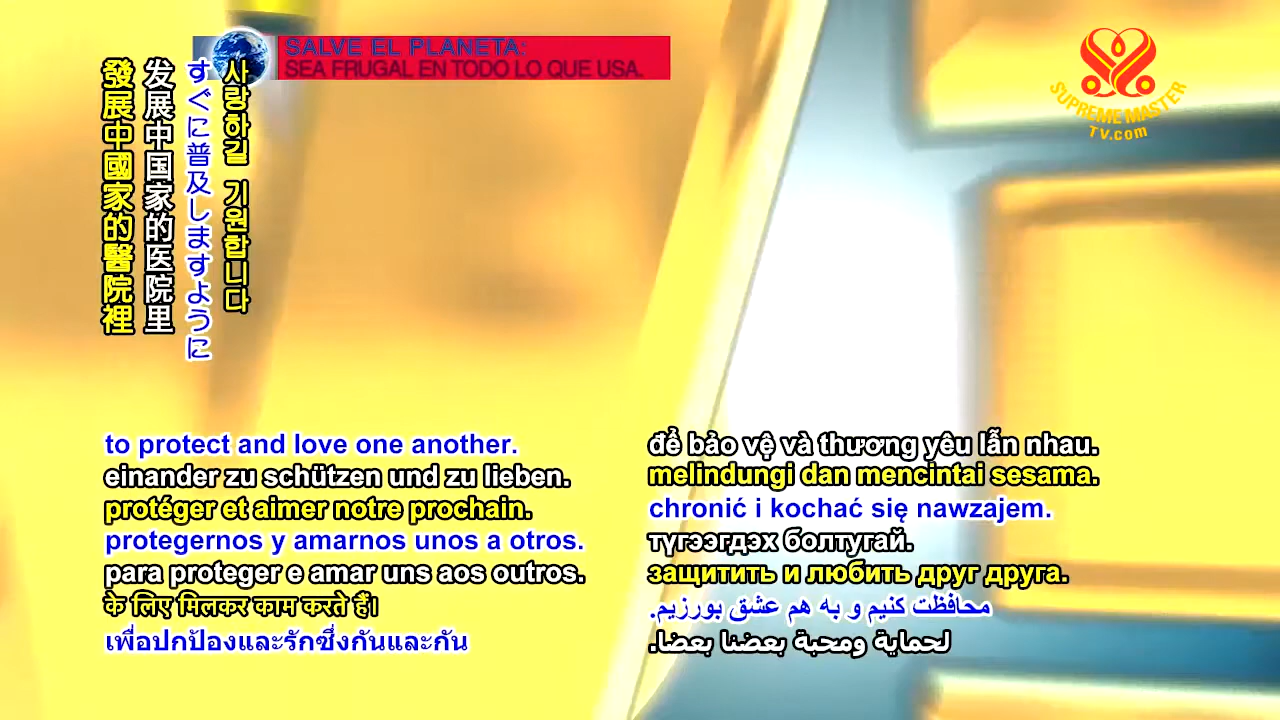 SALVE EL PLANETA:
SEA FRUGAL EN TODO LO QUE USA.
SUPREME MASTER
TV.com
發展中國家的醫院裡
发展中国家的医院里
すぐに普及しますように
사랑하길 기원합니다
to protect and love one another.
einander zu schützen und zu lieben.
protéger et aimer notre prochain.
protegernos y amarnos unos a otros.
para proteger e amar uns aos outros.
के लिए मिलकर काम करते हैं।
เพื่อปกป้องและรักซึ่งกันและกัน
để bảo vệ và thương yêu lẫn nhau.
melindungi dan mencintai sesama.
chronić i kochać się nawzajem.
түгээгдэх болтугай.
защитить и любить друг друга.
محافظت کنیم و به هم عشق بورزیم.
لحماية ومحبة بعضنا بعضا.